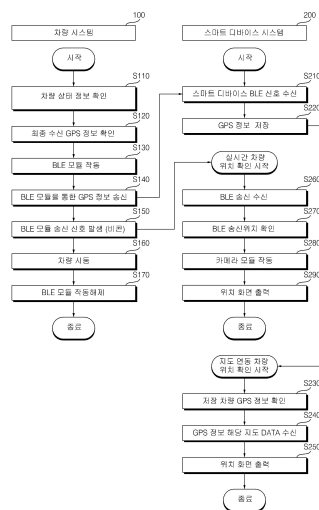 100
차량 시스템
시작
S110
차량 상태 정보 확인
S120
최종 수신 GPS 정보 확인
S130
BLE 모듈 작동
S140
BLE 모듈을 통한 GPS 정보 송신
S150
BLE 모듈 송신 신호 발생 (비콘)
S160
차량 시동
S170
BLE 모듈 작동해제
종료
200
스마트 디바이스 시스템
시작
S210
스마트 디바이스 BLE 신호 수신
S220
GPS 정보 저장
실시간 차량
위치 확인 시작
S260
BLE 송신 수신
S270
BLE 송신위치 확인
S280
카메라 모듈 작동
S290
위치 화면 출력
종료
지도 연동 차량
위치 확인 시작
S230
저장 차량 GPS 정보 확인
S240
GPS 정보 해당 지도 DATA 수신
S250
위치 화면 출력
종료